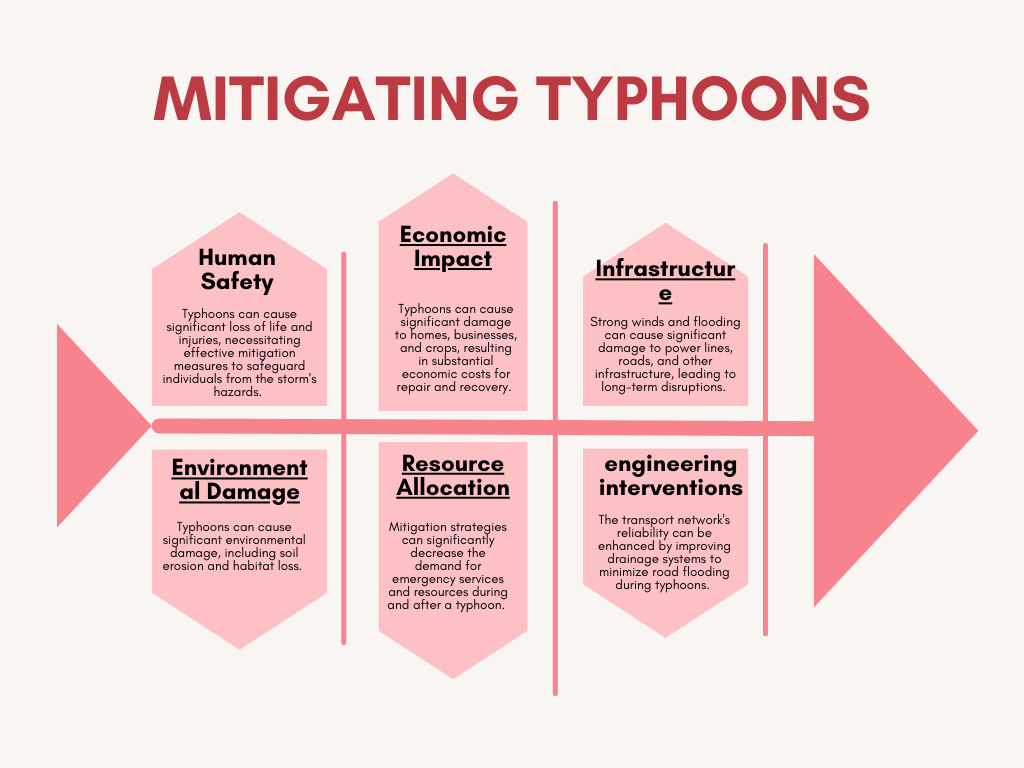 MITIGATING TYPHOONS
Human
Safety
Typhoons can cause
significant loss of life and
injuries, necessitating
effective mitigation
measures to safeguard
individuals from the storm's
hazards.
Economic
Impact
Typhoons can cause
significant damage
to homes, businesses,
and crops, resulting
in substantial
economic costs for
repair and recovery.
Infrastructur
e
Strong winds and flooding
can cause significant
damage to power lines,
roads, and other
infrastructure, leading to
long-term disruptions.
Environment
al Damage
Typhoons can cause
significant environmental
damage, including soil
erosion and habitat loss.
Resource
Allocation
Mitigation strategies
can significantly
decrease the
demand for
emergency services
and resources during
and after a typhoon.
engineering
interventions
The transport network's
reliability can be
enhanced by improving
drainage systems to
minimize road flooding
during typhoons.